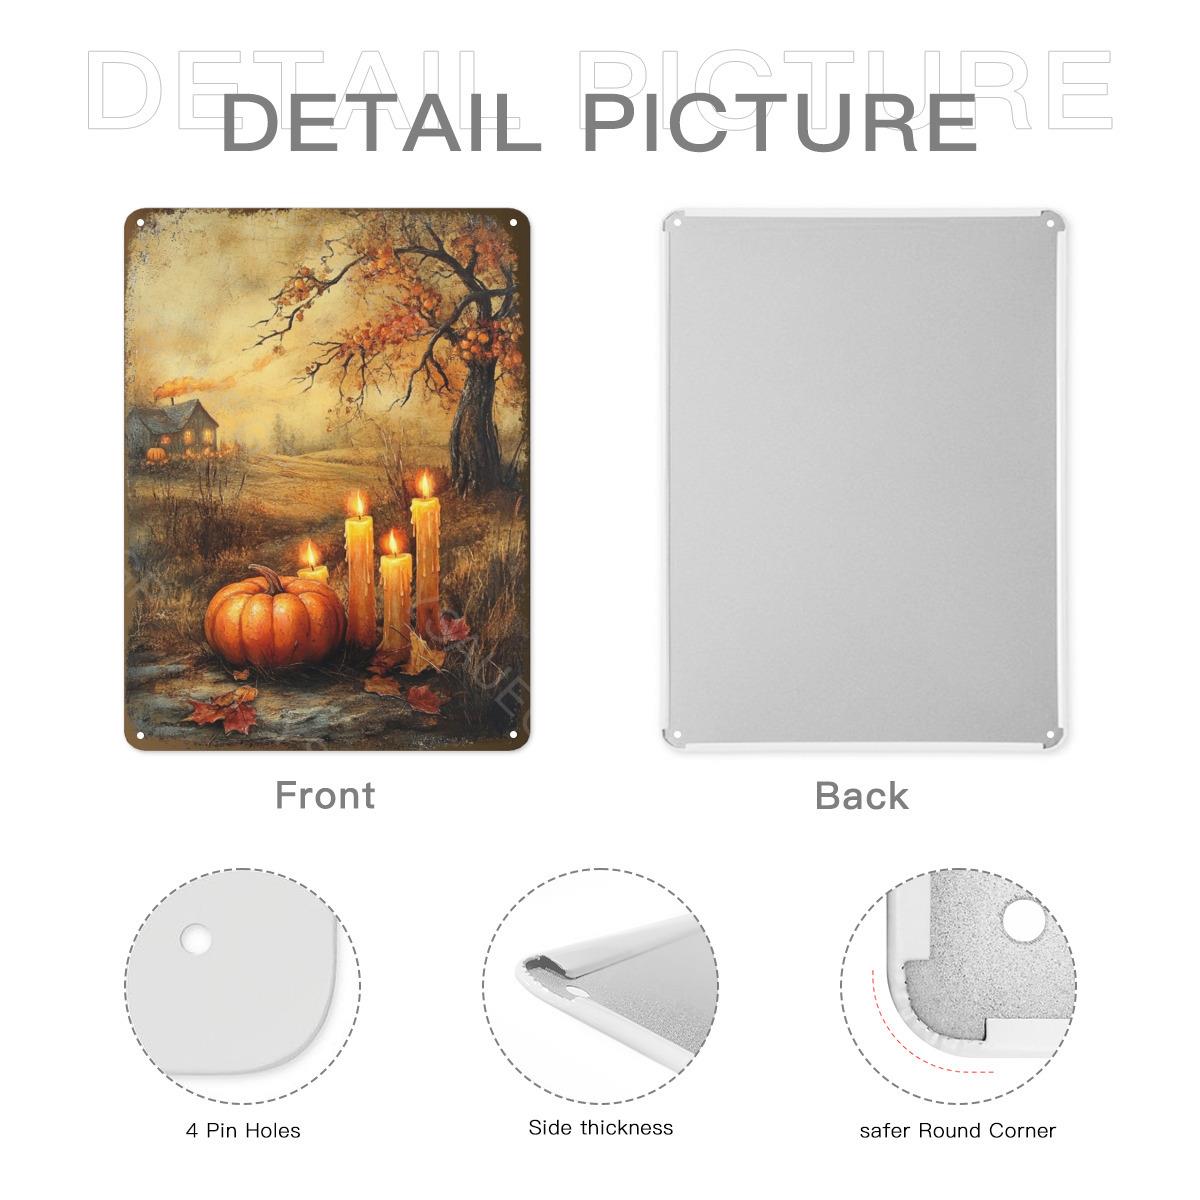 DETAIL PICTURE
DETAIL PICTURE
Front
Back
4 Pin Holes
Side thickness
safer Round Corner